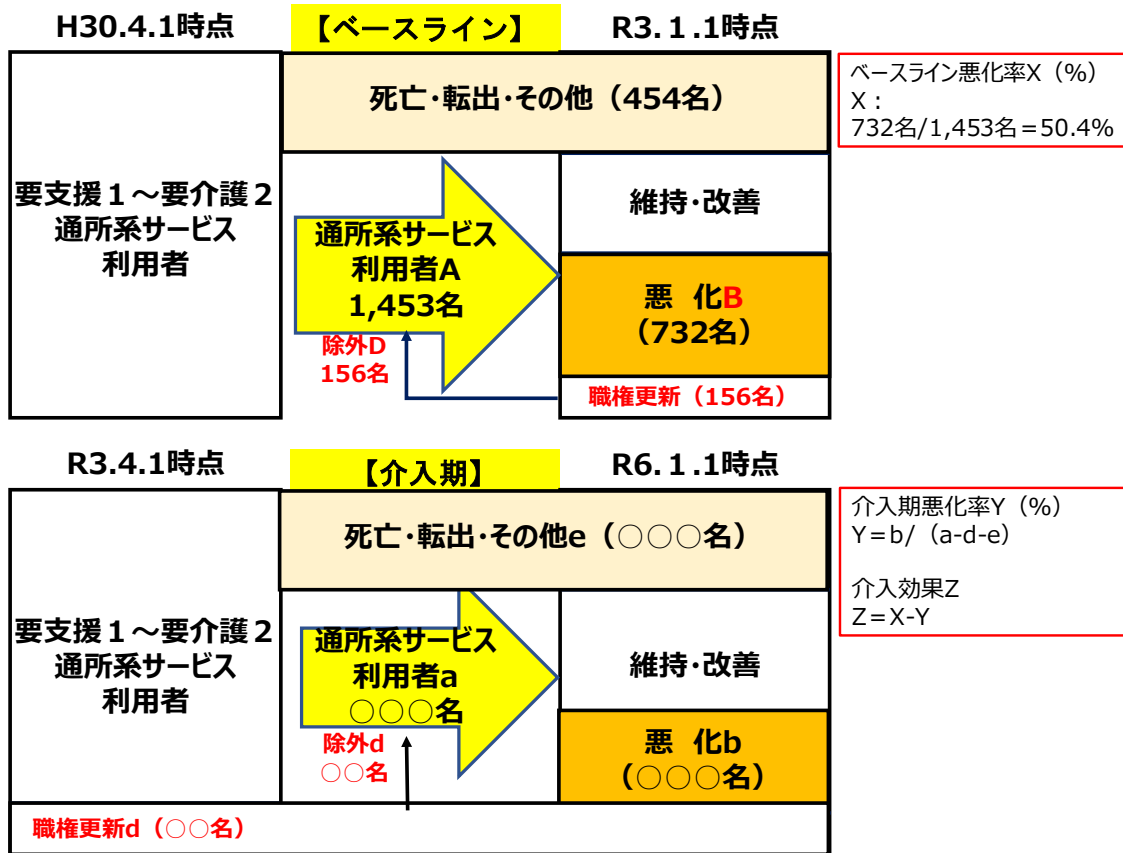 H30.4.1時点
【ベースライン】
R3.1.1時点
死亡・転出・その他（454名）
要支援１～要介護２
通所系サービス
利用者
通所系サービス
利用者A
1,453名
除外D
156名
維持・改善
悪 化B
（732名）
職権更新（156名）
ベースライン悪化率X（%）
X：
732名/1,453名＝50.4%
R3.4.1時点
【介入期】
R6.1.1時点
死亡・転出・その他e（○○○名）
要支援１～要介護２
通所系サービス
利用者
通所系サービス
利用者a
○○○名
除外d
○○名
維持・改善
悪 化b
（○○○名）
職権更新d（○○名）
介入期悪化率Y（%）
Y＝b/（a-d-e）
介入効果Z
Z＝X-Y